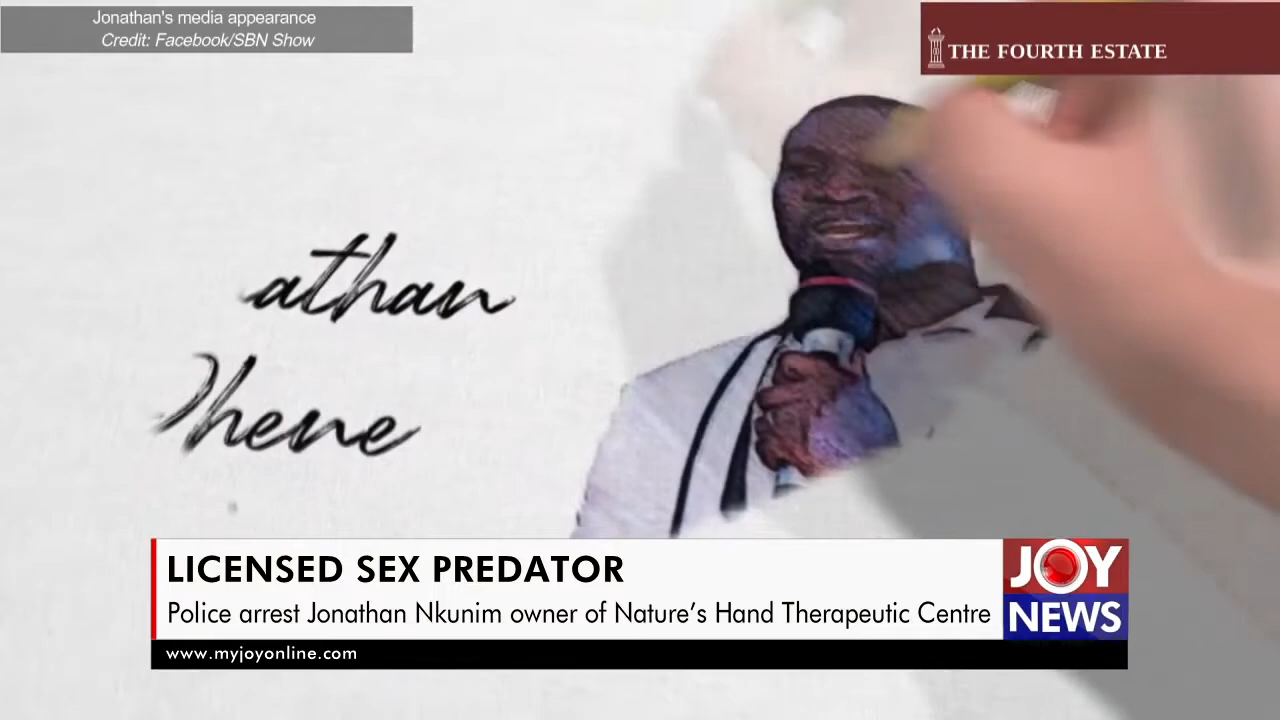 Jonathan's media appearance
Credit: Facebook/SBN Show
THE FOURTH ESTATE
athan
Ohene
LICENSED SEX PREDATOR
Police arrest Jonathan Nkunim owner of Nature's Hand Therapeutic Centre
JOY
NEWS
www.myjoyonline.com